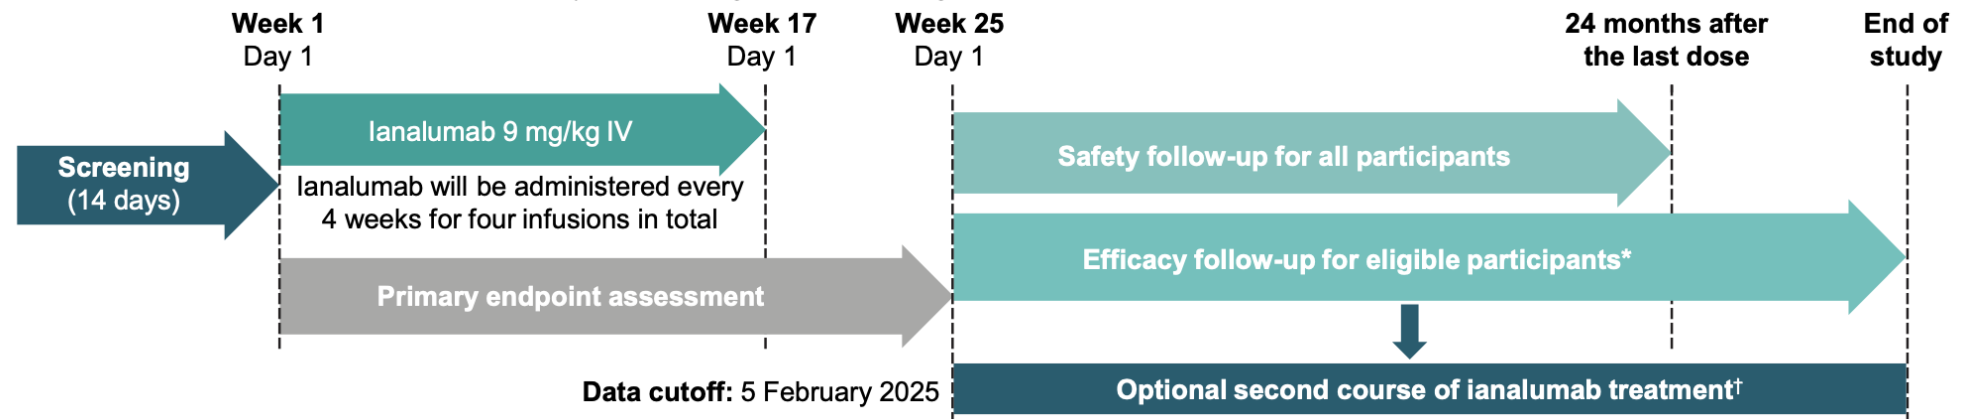 Week 1
Day 1
Week 17
Day 1
Week 25
Day 1
24 months after
the last dose
End of
study
Screening
(14 days)
Ianalumab 9 mg/kg IV
Ianalumab will be administered every
4 weeks for four infusions in total
Primary endpoint assessment
Safety follow-up for all participants
Efficacy follow-up for eligible participants*
Data cutoff: 5 February 2025
Optional second course of ianalumab treatment†